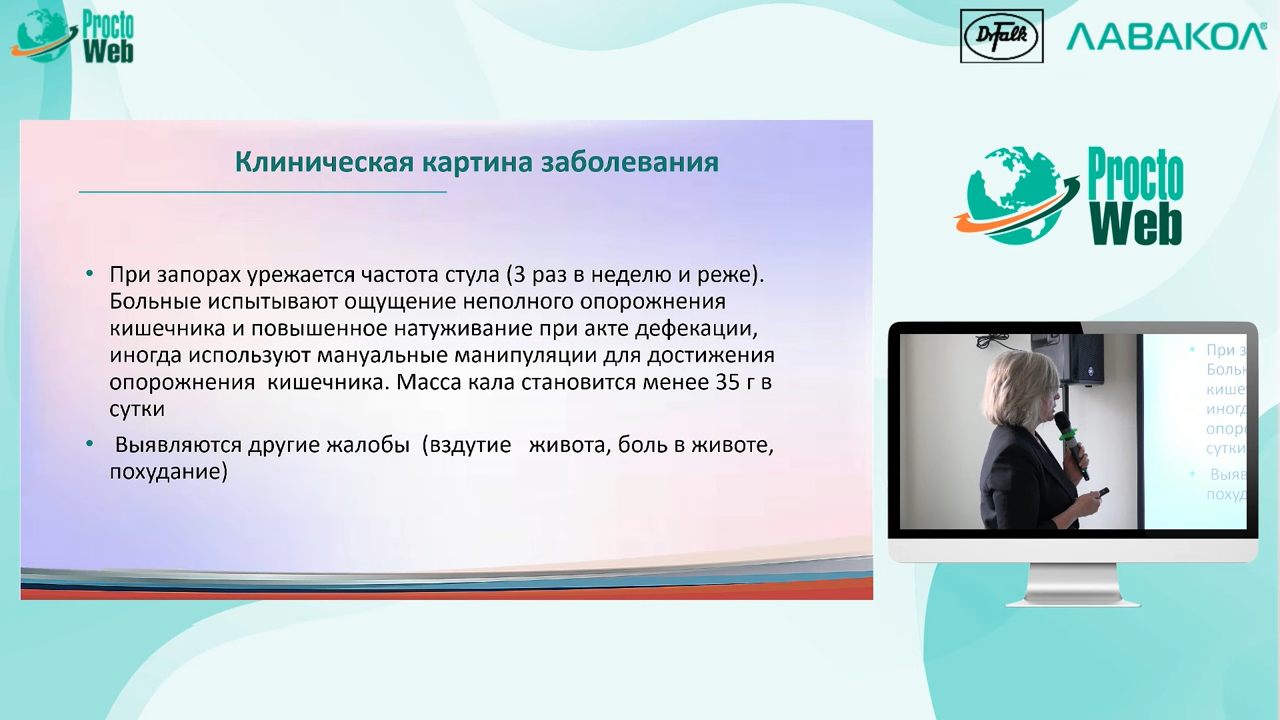 Procto
Web
Dr Falk
ЛАВАКОЛ®
Клиническая картина заболевания
Procto
Web
• При запорах урежается частота стула (3 раз в неделю и реже).
Больные испытывают ощущение неполного опорожнения
кишечника и повышенное натуживание при акте дефекации,
иногда используют мануальные манипуляции для достижения
опорожнения кишечника. Масса кала становится менее 35 г в
сутки
• Выявляются другие жалобы (вздутие живота, боль в животе,
похудание)
• При з
Больн
кише
иногд
опоро
сутки
• Выяв
похуд